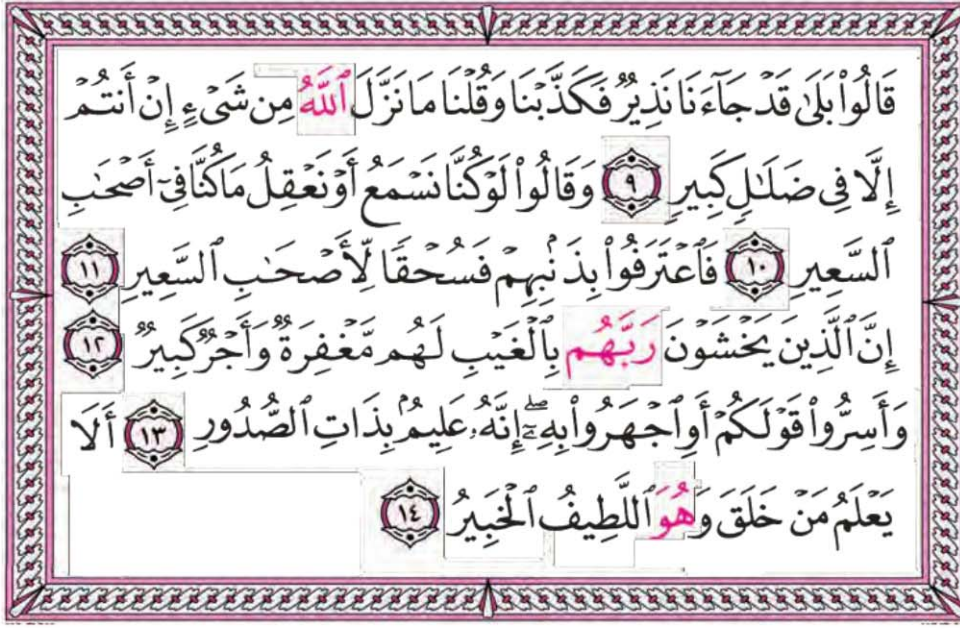 قَالُوا۟ بَلَىٰ قَدْ جَآءَنَا نَذِيرٌ فَكَذَّبْنَا وَقُلْنَا مَا نَزَّلَ ٱللَّهُ مِن شَىْءٍ إِنْ أَنتُمْ
إِلَّا فِى ضَلَـٰلٍ كَبِيرٍ ٩ وَقَالُوا۟ لَوْ كُنَّا نَسْمَعُ أَوْ نَعْقِلُ مَا كُنَّا فِىٓ أَصْحَـٰبِ
ٱلسَّعِيرِ ١٠ فَٱعْتَرَفُوا۟ بِذَنۢبِهِمْ فَسُحْقًا لِّأَصْحَـٰبِ ٱلسَّعِيرِ ١١
إِنَّ ٱلَّذِينَ يَخْشَوْنَ رَبَّهُم بِٱلْغَيْبِ لَهُم مَّغْفِرَةٌ وَأَجْرٌ كَبِيرٌ ١٢
وَأَسِرُّوا۟ قَوْلَكُمْ أَوِ ٱجْهَرُوا۟ بِهِۦٓ ۖ إِنَّهُۥ عَلِيمٌۢ بِذَاتِ ٱلصُّدُورِ ١٣ أَلَا
يَعْلَمُ مَنْ خَلَقَ وَهُوَ ٱللَّطِيفُ ٱلْخَبِيرُ ١٤